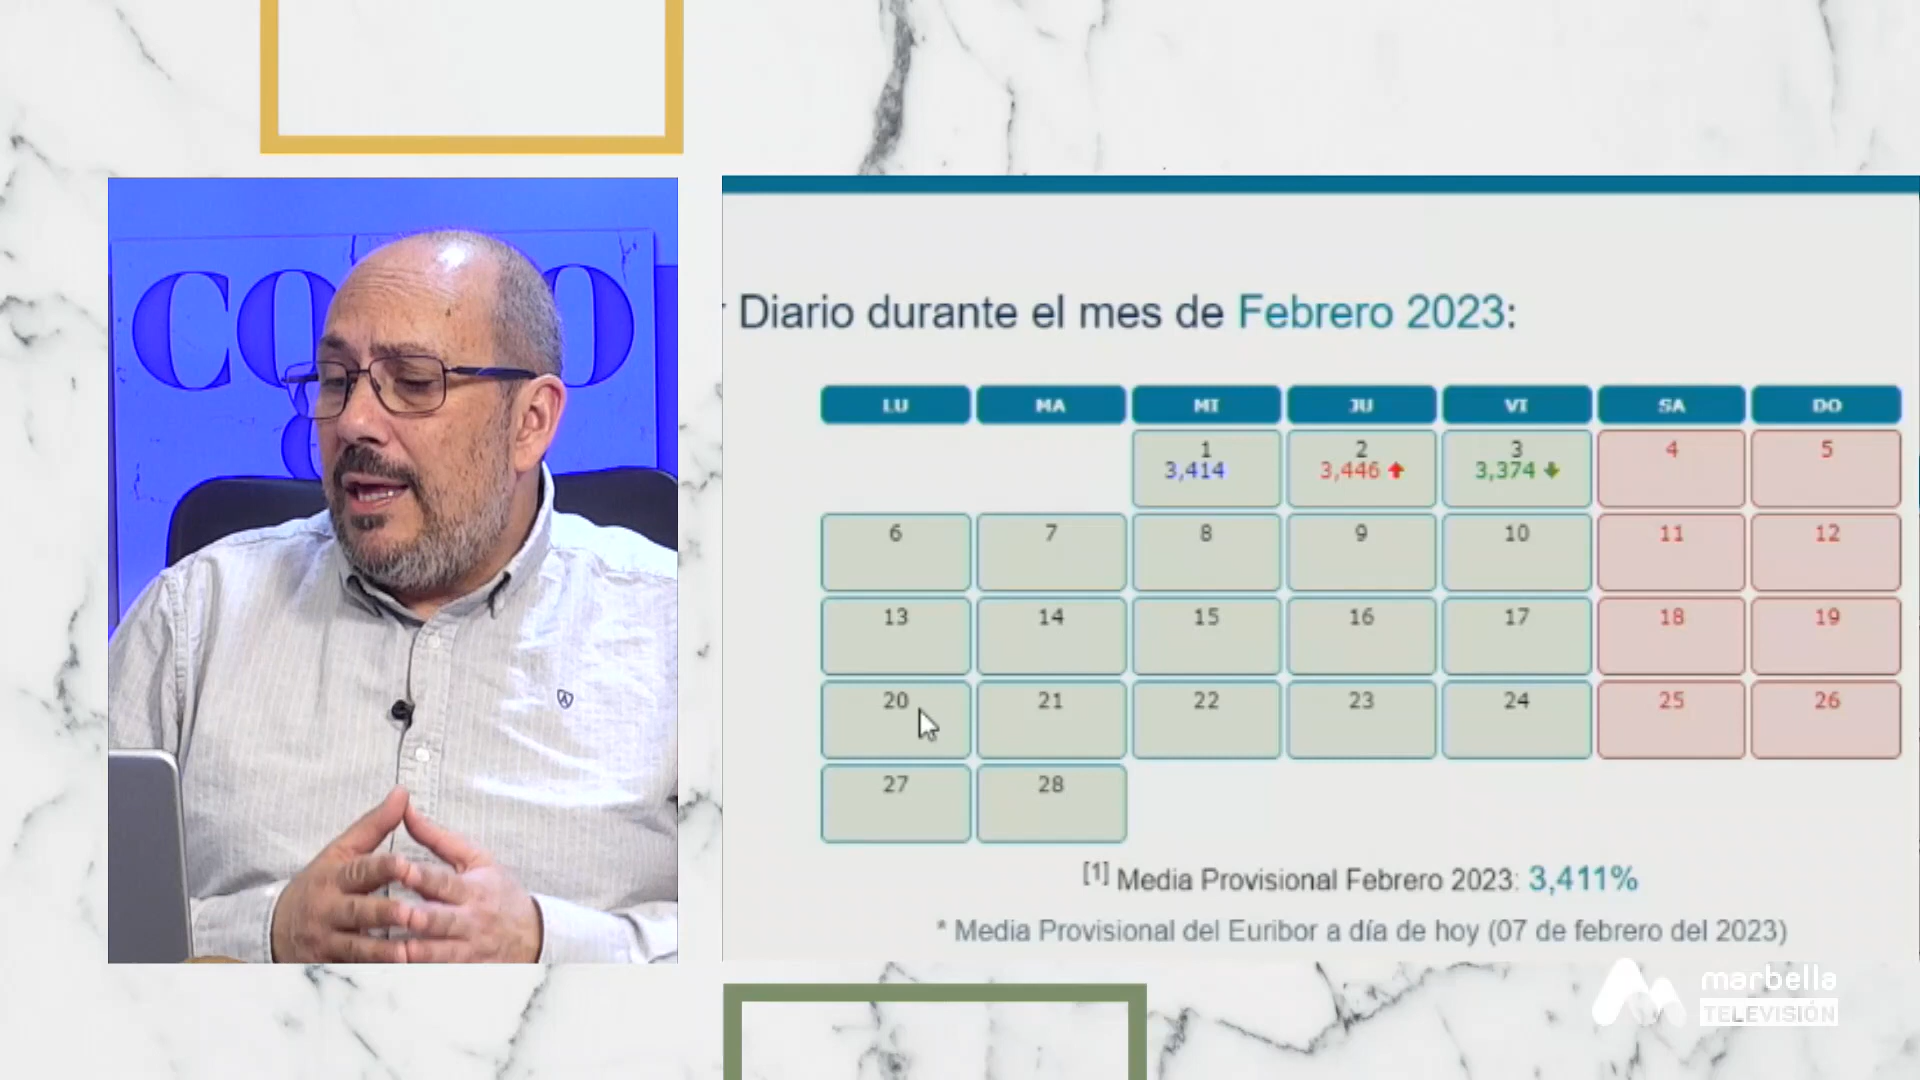 Diario durante el mes de Febrero 2023:
LU MA MI JU VI SA DO
1 2 3 4 5
3,414 3,446 3,374
6 7 8 9 10 11 12
13 14 15 16 17 18 19
20 21 22 23 24 25 26
27 28
[1] Media Provisional Febrero 2023: 3,411%
* Media Provisional del Euribor a día de hoy (07 de febrero del 2023)
marbella
TELEVISIÓN